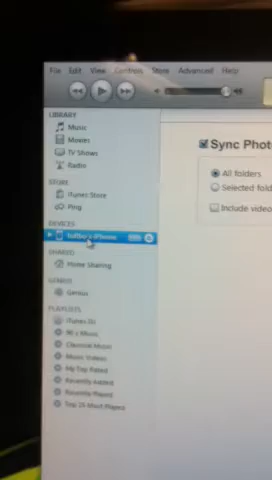 File Edit View Controls Store Advanced Help
LIBRARY
Music
Movies
TV Shows
Radio
STORE
iTunes Store
Ping
DEVICES
iPhone
SHARED
Home Sharing
GENIUS
Genius
PLAYLISTS
iTunes DJ
90's Music
Classical Music
Music Videos
My Top Rated
Recently Added
Recently Played
Top 25 Most Played
Sync Phot
All folders
Selected fold
Include video